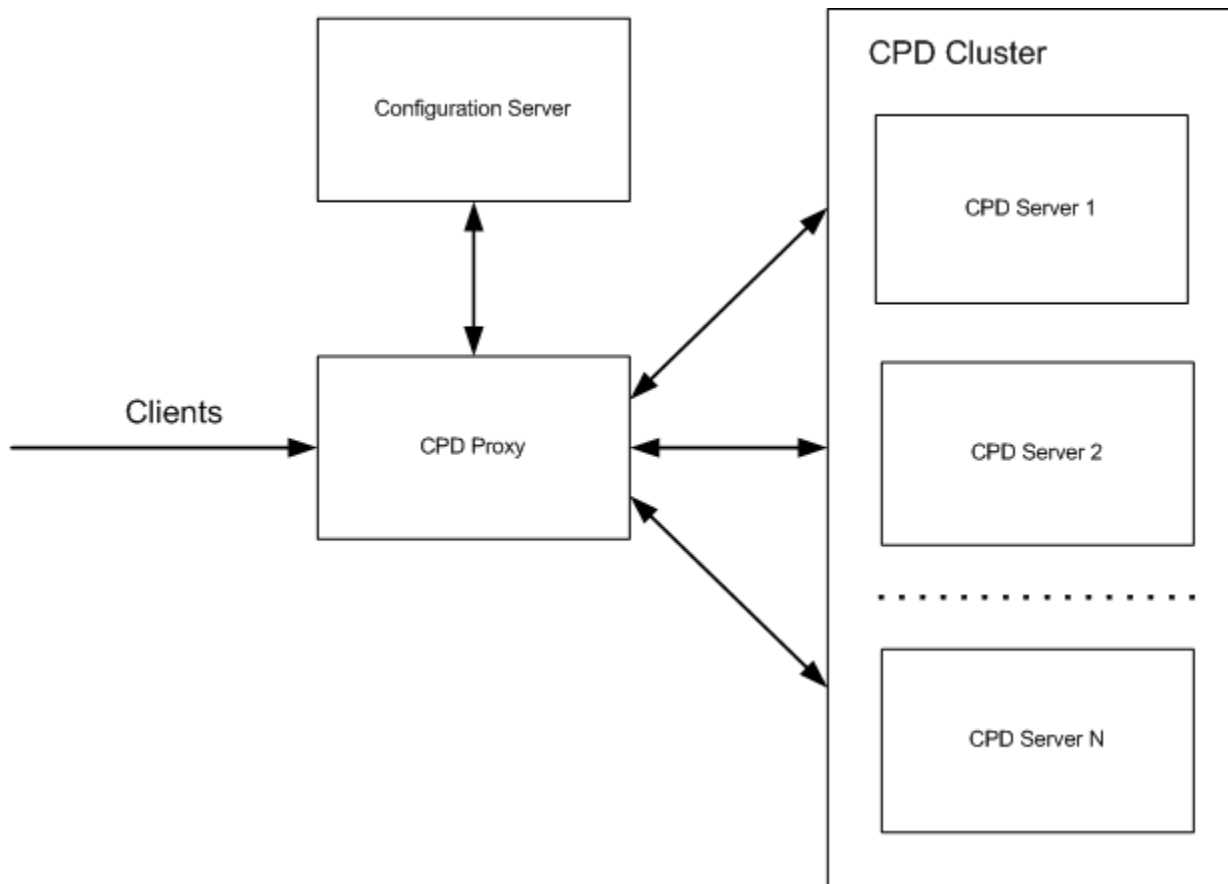 CPD Cluster
Configuration Server
CPD Server 1
Clients
CPD Proxy
CPD Server 2
CPD Server N